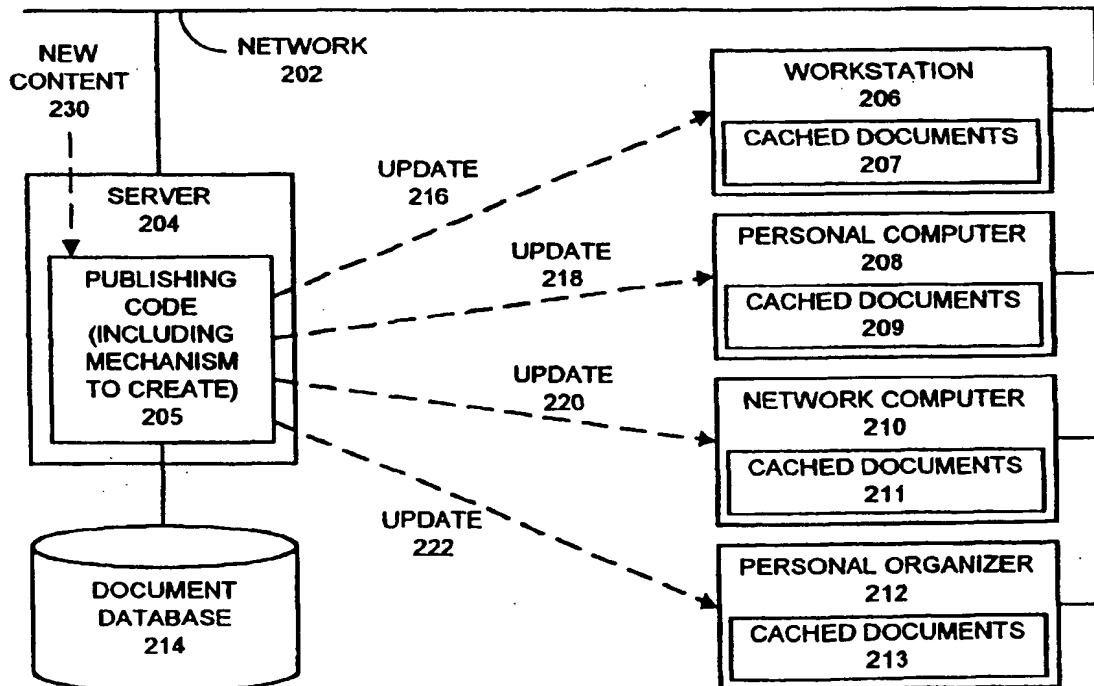 NEW
CONTENT
230
NETWORK
202
SERVER
204
PUBLISHING
CODE
(INCLUDING
MECHANISM
TO CREATE)
205
DOCUMENT
DATABASE
214
UPDATE
216
UPDATE
218
UPDATE
220
UPDATE
222
WORKSTATION
206
CACHED DOCUMENTS
207
PERSONAL COMPUTER
208
CACHED DOCUMENTS
209
NETWORK COMPUTER
210
CACHED DOCUMENTS
211
PERSONAL ORGANIZER
212
CACHED DOCUMENTS
213